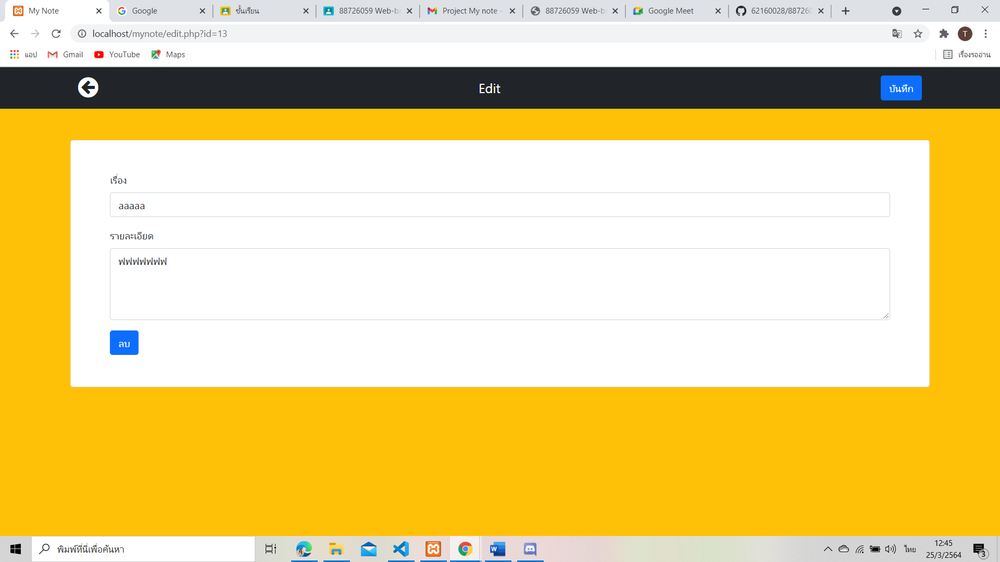 My Note
Google
ชั้นเรียน
88726059 Web-ba
Project My note -
88726059 Web-ba
Google Meet
62160028/887260
localhost/mynote/edit.php?id=13
T
แอป
Gmail
YouTube
Maps
เรื่องรออ่าน
Edit
บันทึก
เรื่อง
aaaaa
รายละเอียด
ฟฟฟฟฟฟฟ
ลบ
พิมพ์ที่นี่เพื่อค้นหา
ไทย
12:45
25/3/2564
3